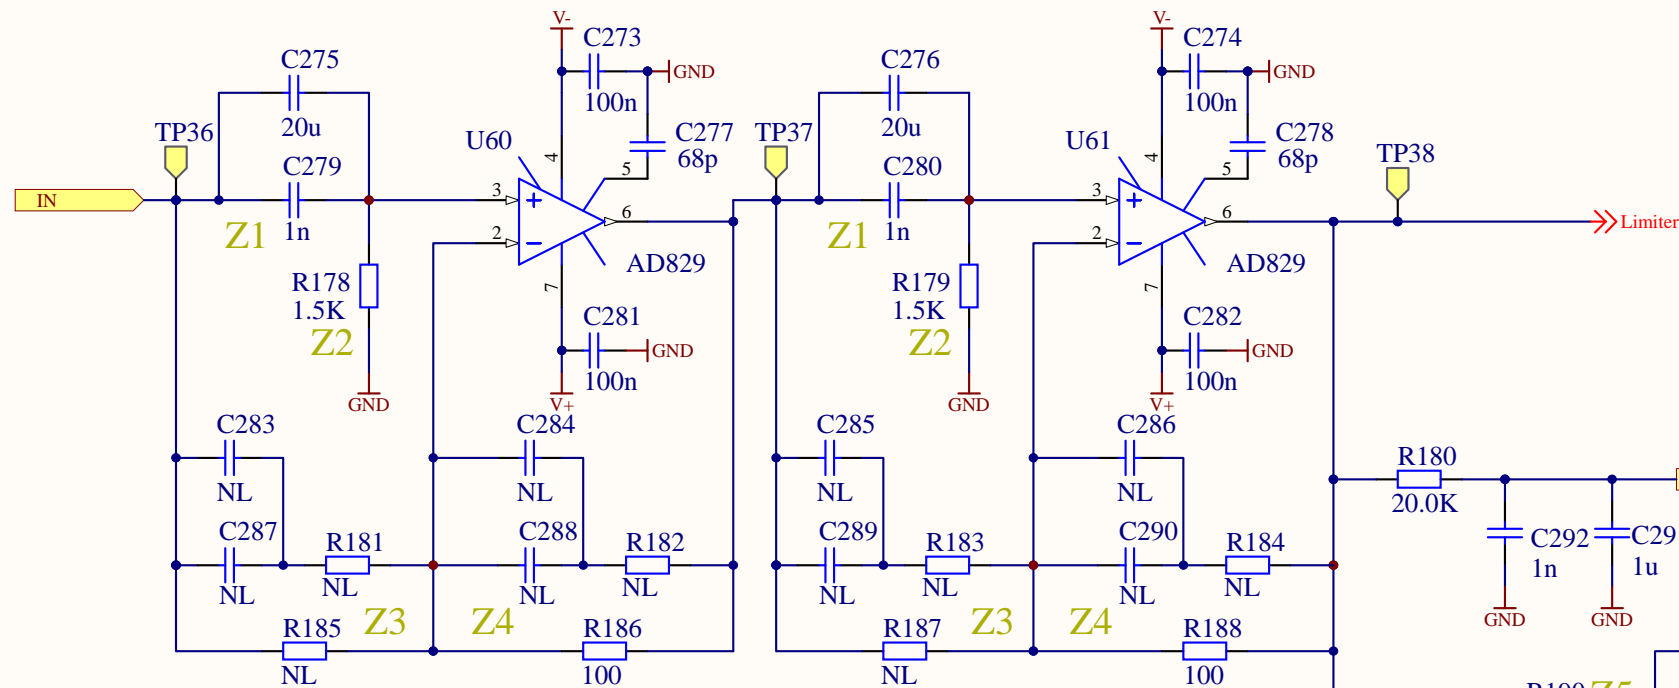 V-
V-
C273
C274
C275
C276
GND
GND
100n
100n
20u
20u
TP36
U60
4
C277
68p
TP37
U61
4
C278
68p
TP38
C279
5
C280
5
IN
3
+
3
+
6
6
Limiter
Z1
1n
2
−
Z1
1n
2
−
AD829
AD829
R178
1.5K
7
R179
1.5K
7
C281
C282
Z2
Z2
GND
GND
100n
100n
GND
V+
GND
V+
C283
C284
C285
C286
R180
NL
NL
NL
NL
20.0K
C287
R181
C288
R182
C289
R183
C290
R184
C292
1n
C29
1u
NL
NL
NL
NL
NL
NL
NL
NL
Z3
Z4
Z3
Z4
GND
GND
R185
R186
R187
R188
NL
100
NL
100
R190
Z5